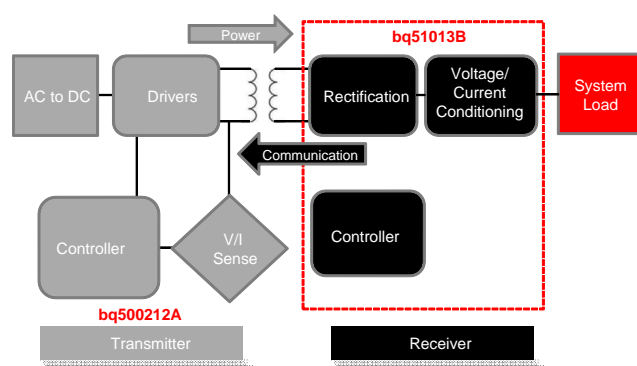 Power
bq51013B
AC to DC
Drivers
Rectification
Voltage/
Current
Conditioning
System
Load
Communication
Controller
V/I
Sense
Controller
bq500212A
Transmitter
Receiver